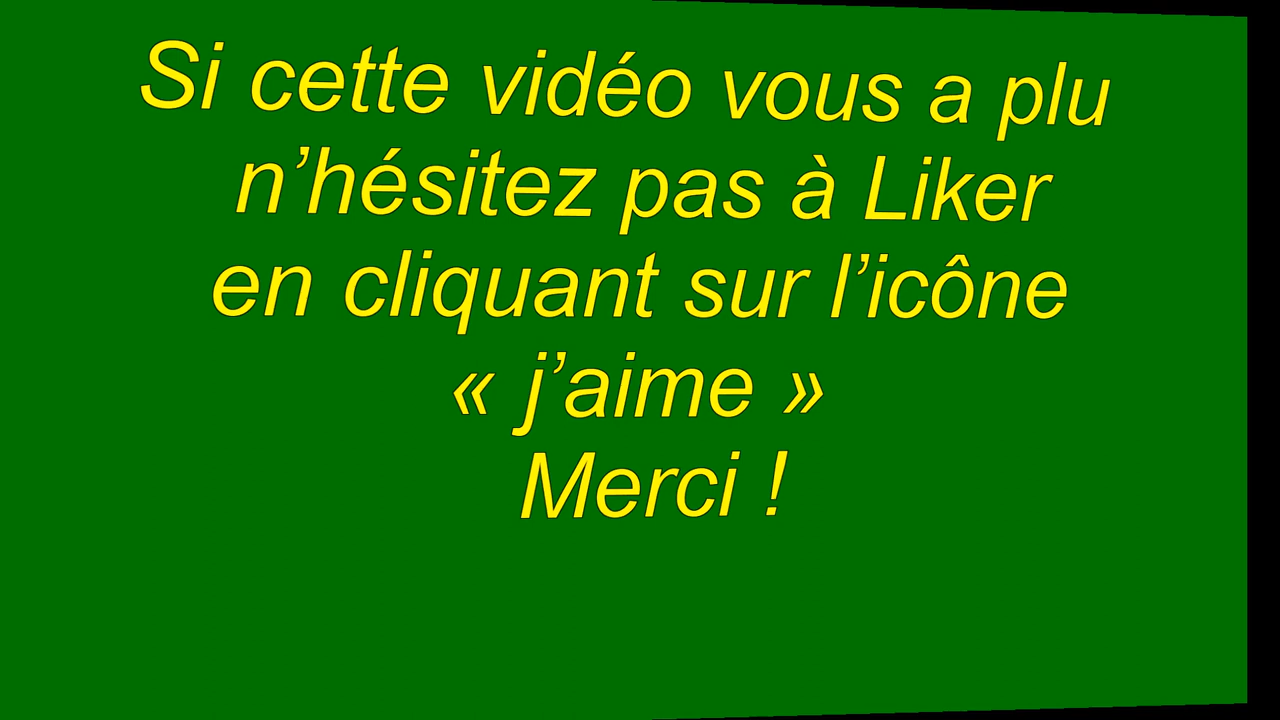 Si cette vidéo vous a plu
n’hésitez pas à Liker
en cliquant sur l’icône
« j’aime »
Merci !